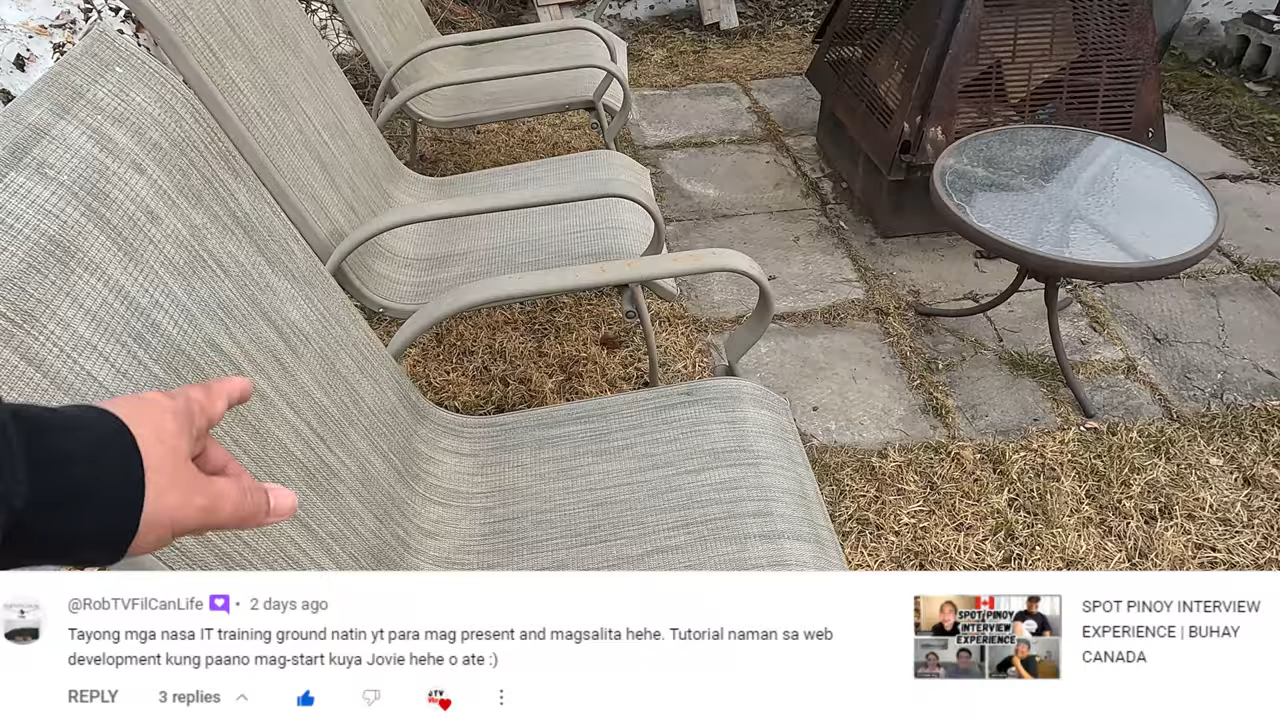 @RobTVFilCanLife • 2 days ago
Tayong mga nasa IT training ground natin yt para mag present and magsalita hehe. Tutorial naman sa web
development kung paano mag-start kuya Jovie hehe o ate :)
REPLY 3 replies
SPOT PINOY
INTERVIEW
EXPERIENCE
SPOT PINOY INTERVIEW
EXPERIENCE | BUHAY
CANADA